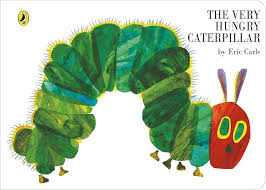 THE VERY
HUNGRY
CATERPILLAR
by Eric Carle